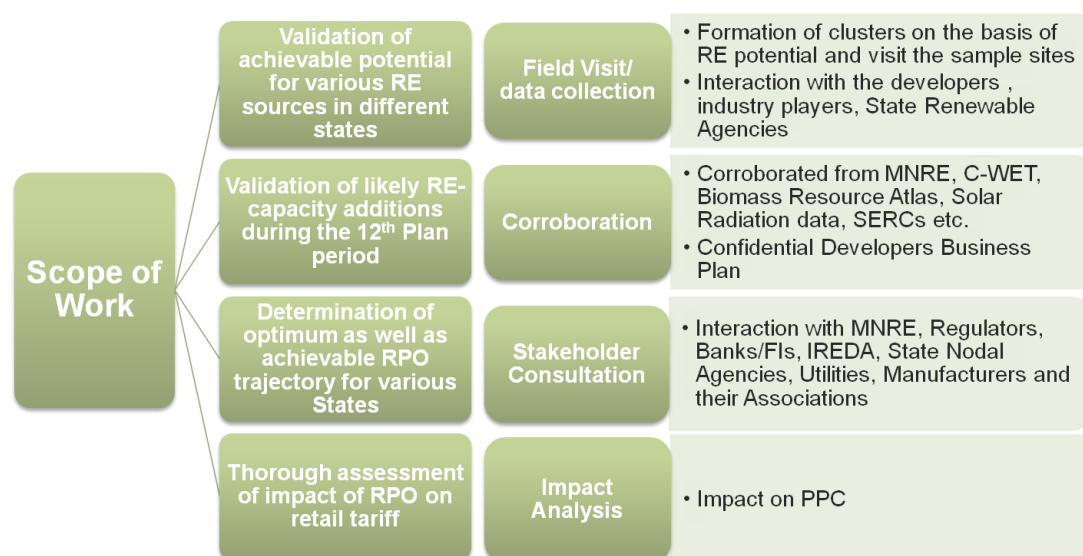 Scope of
Work
Validation of
achievable potential
for various RE
sources in different
states
Field Visit/
data collection
• Formation of clusters on the basis of
RE potential and visit the sample sites
• Interaction with the developers ,
industry players, State Renewable
Agencies
Validation of likely RE-
capacity additions
during the 12th Plan
period
Corroboration
• Corroborated from MNRE, C-WET,
Biomass Resource Atlas, Solar
Radiation data, SERCs etc.
• Confidential Developers Business
Plan
Determination of
optimum as well as
achievable RPO
trajectory for various
States
Stakeholder
Consultation
• Interaction with MNRE, Regulators,
Banks/FIs, IREDA, State Nodal
Agencies, Utilities, Manufacturers and
their Associations
Thorough assessment
of impact of RPO on
retail tariff
Impact
Analysis
• Impact on PPC